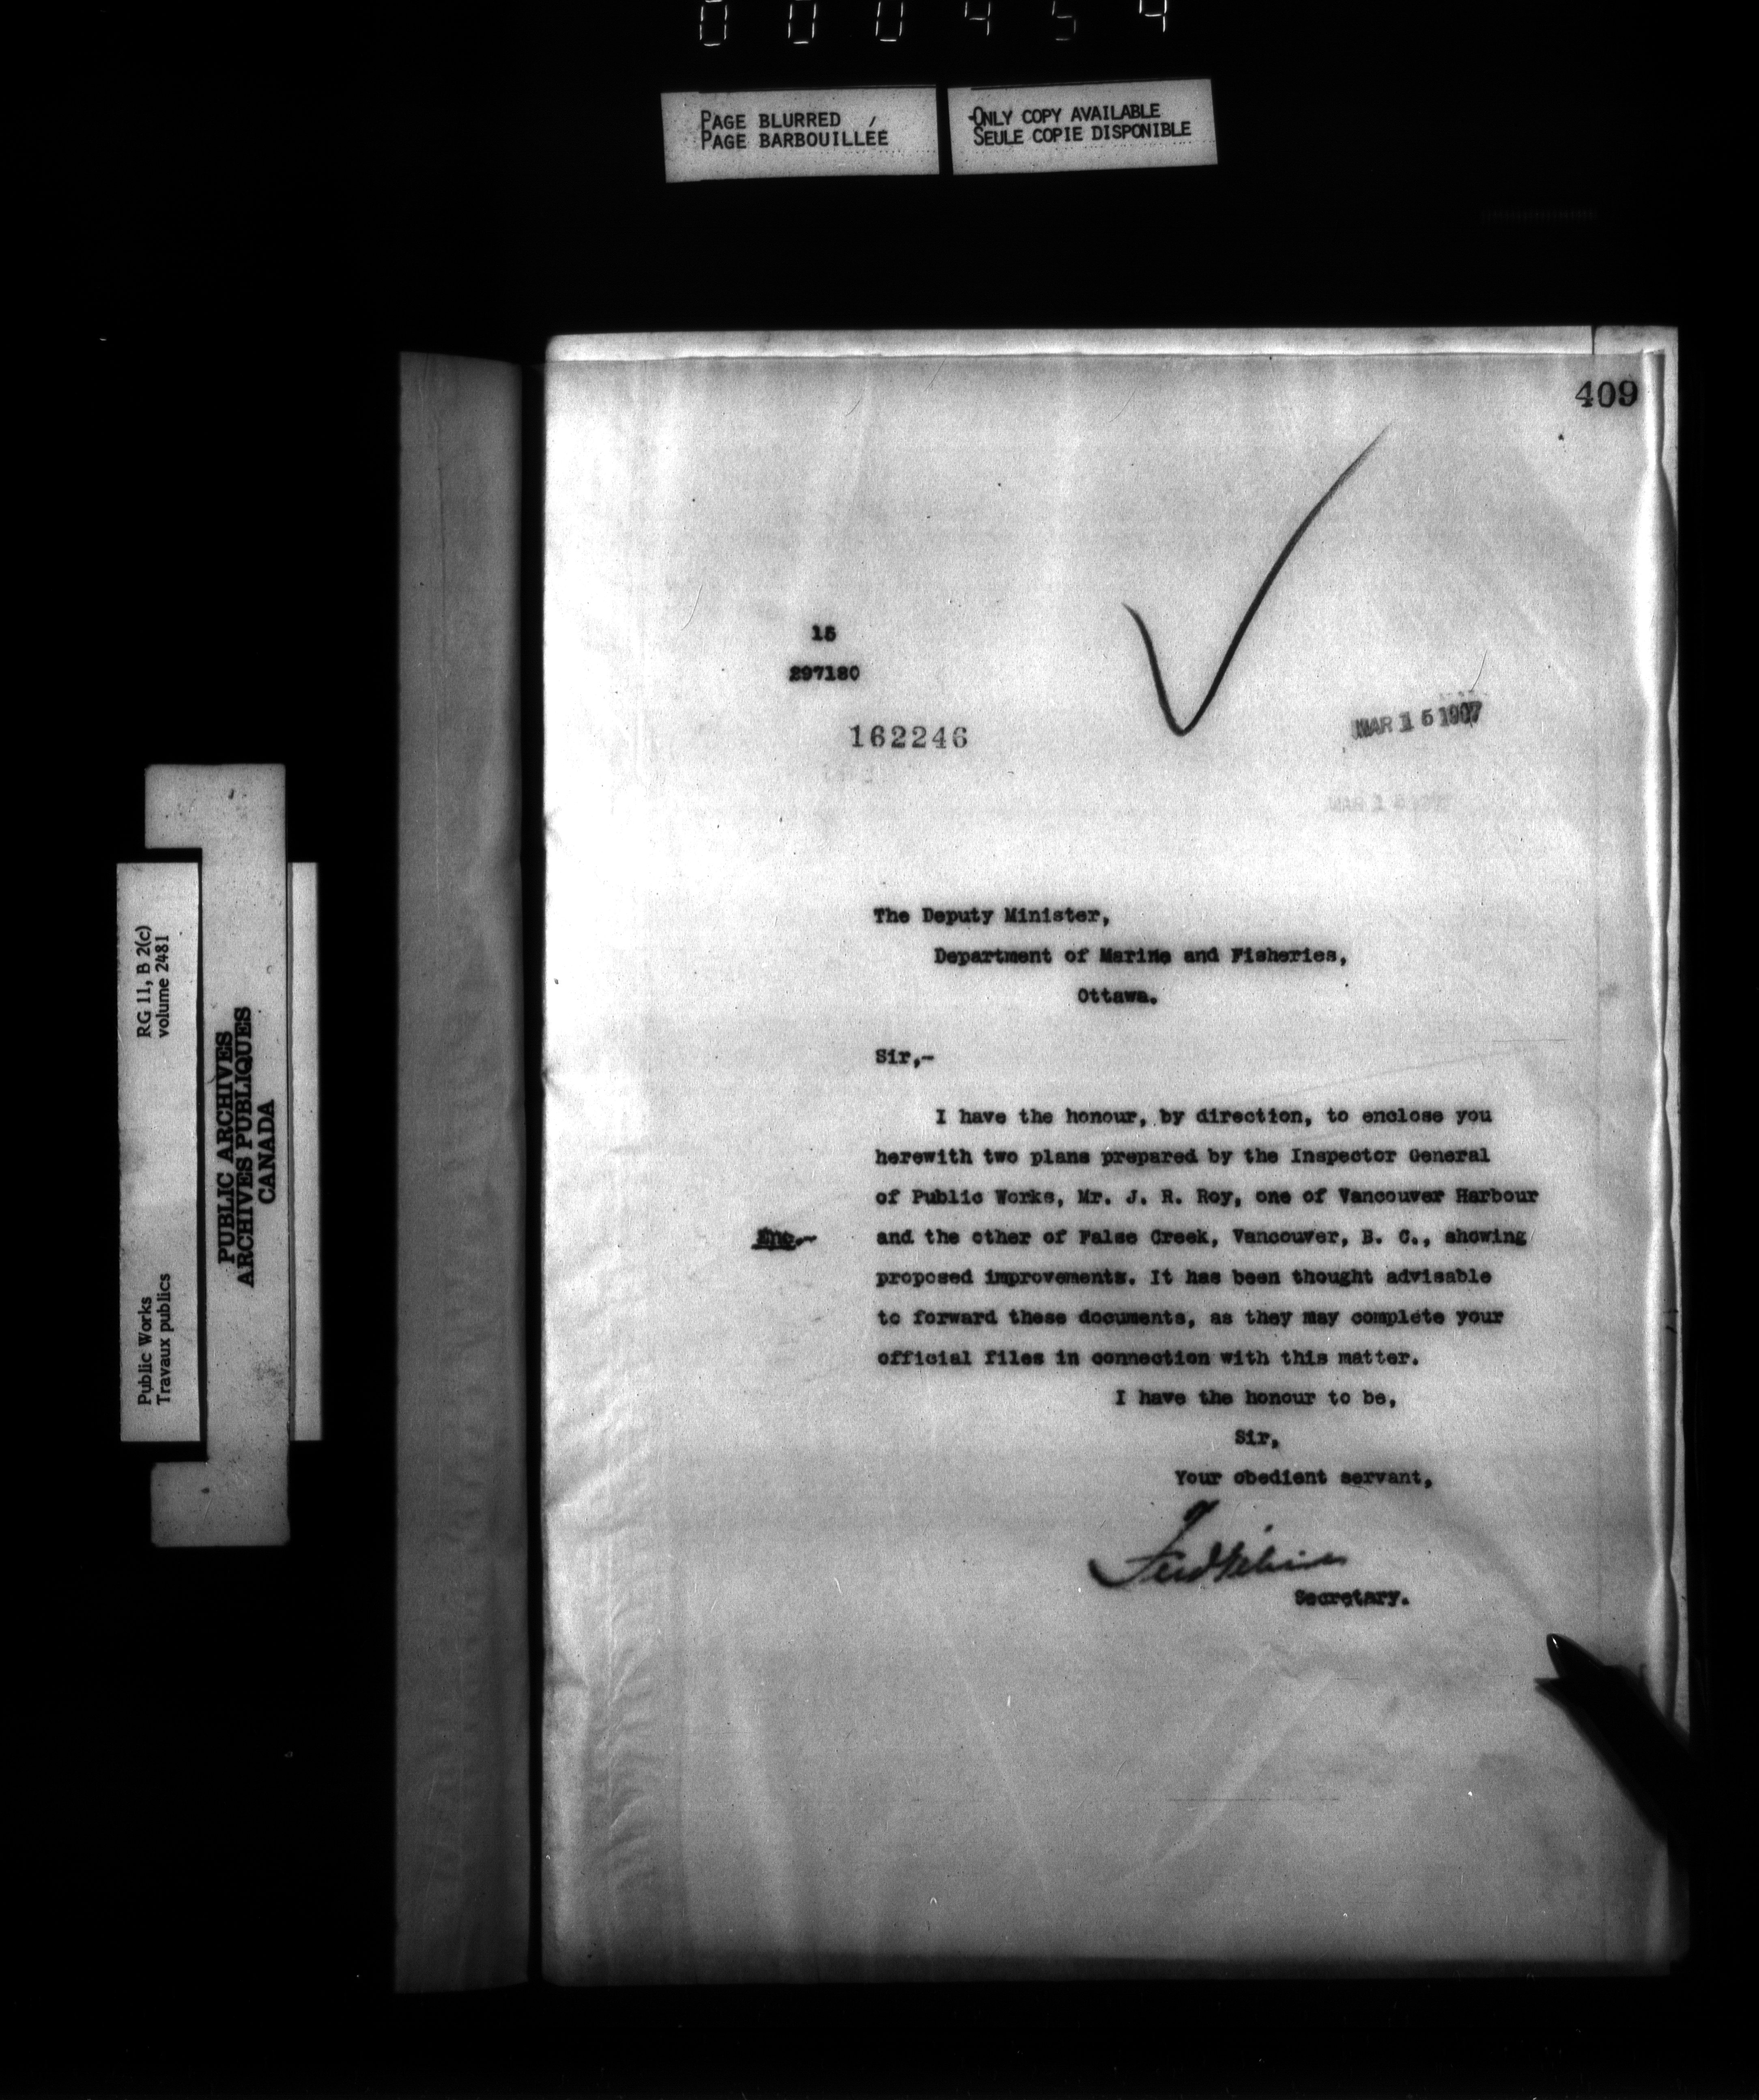 000454
PAGE BLURRED
PAGE BARBOUILLÉE
ONLY COPY AVAILABLE
SEULE COPIE DISPONIBLE
409
15
297180
162246
MAR 15 1907
MAR 15 1907
The Deputy Minister,
Department of Marine and Fisheries,
Ottawa.
Sir,-
I have the honour, by direction, to enclose you
herewith two plans prepared by the Inspector General
of Public Works, Mr. J. R. Roy, one of Vancouver Harbour
Enc.-
and the other of False Creek, Vancouver, B. C., showing
proposed improvements. It has been thought advisable
to forward these documents, as they may complete your
official files in connection with this matter.
I have the honour to be,
Sir,
Your obedient servant,
Secretary.
Public Works
Travaux publics
RG 11, B 2(c)
volume 2481
PUBLIC ARCHIVES
ARCHIVES PUBLIQUES
CANADA